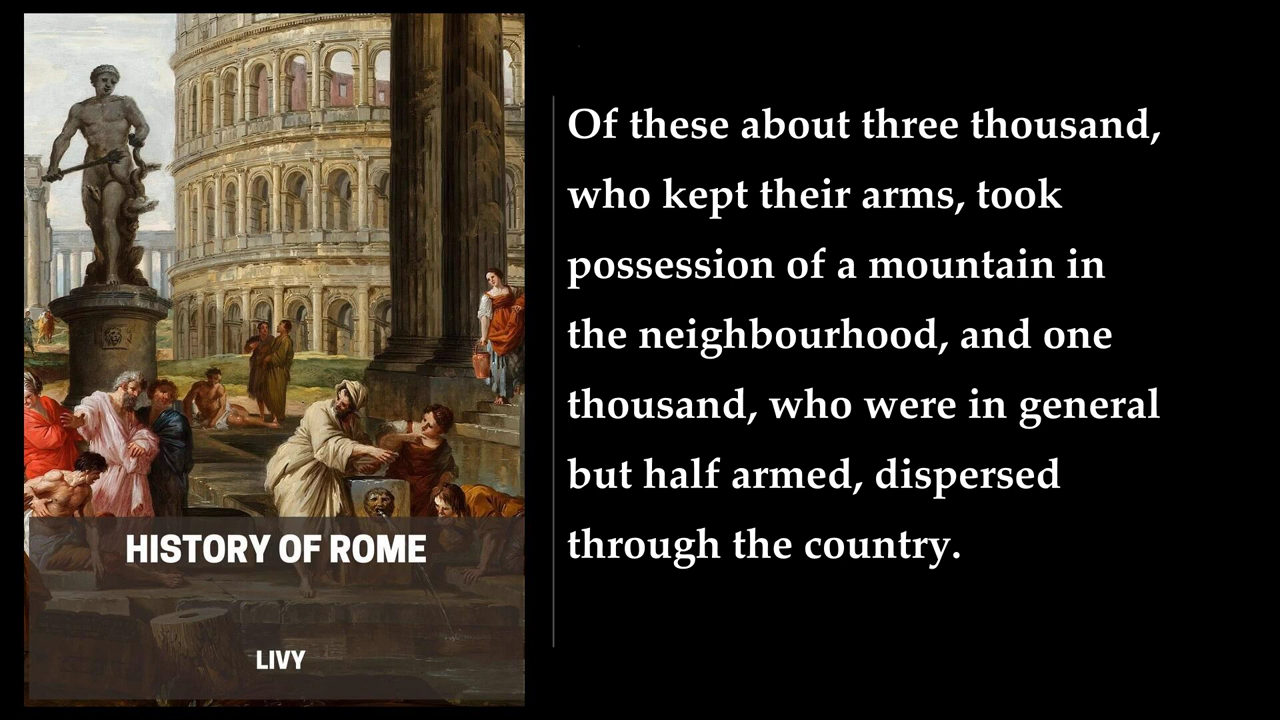 HISTORY OF ROME
LIVY
Of these about three thousand,
who kept their arms, took
possession of a mountain in
the neighbourhood, and one
thousand, who were in general
but half armed, dispersed
through the country.